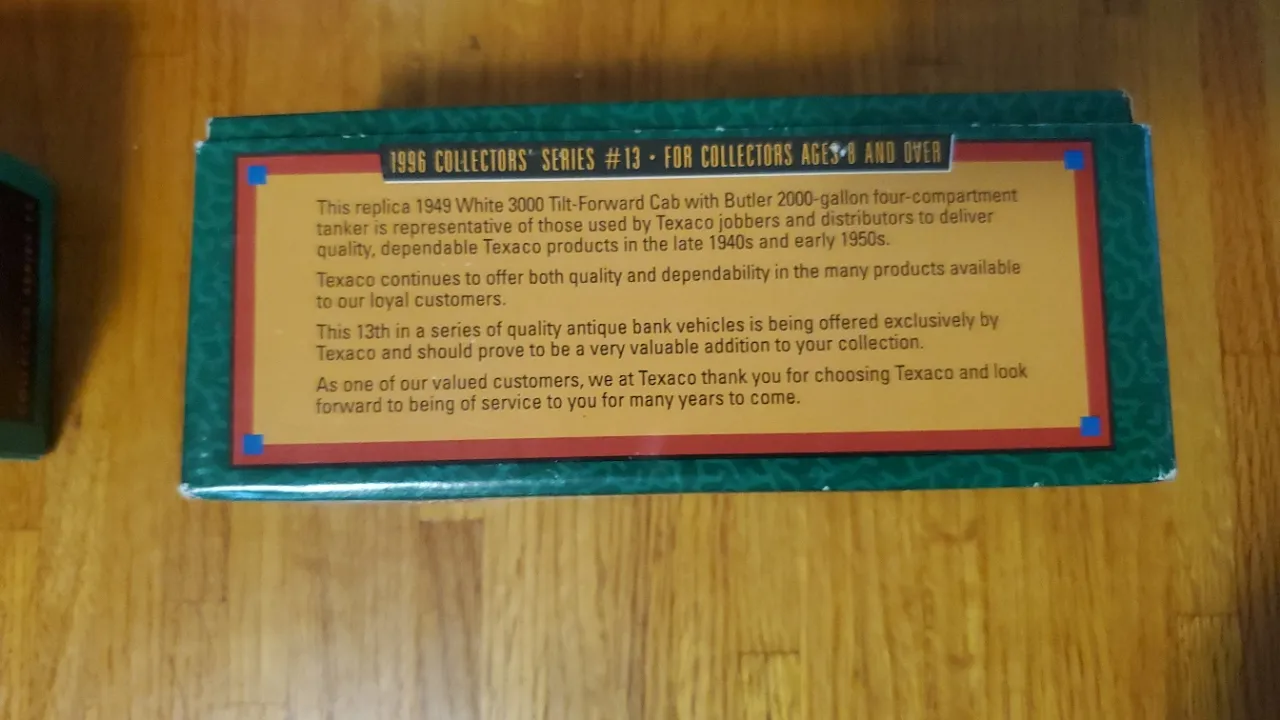 1996 COLLECTORS' SERIES #13 • FOR COLLECTORS AGES 8 AND OVER
This replica 1949 White 3000 Tilt-Forward Cab with Butler 2000-gallon four-compartment
tanker is representative of those used by Texaco jobbers and distributors to deliver
quality, dependable Texaco products in the late 1940s and early 1950s.
Texaco continues to offer both quality and dependability in the many products available
to our loyal customers.
This 13th in a series of quality antique bank vehicles is being offered exclusively by
Texaco and should prove to be a very valuable addition to your collection.
As one of our valued customers, we at Texaco thank you for choosing Texaco and look
forward to being of service to you for many years to come.